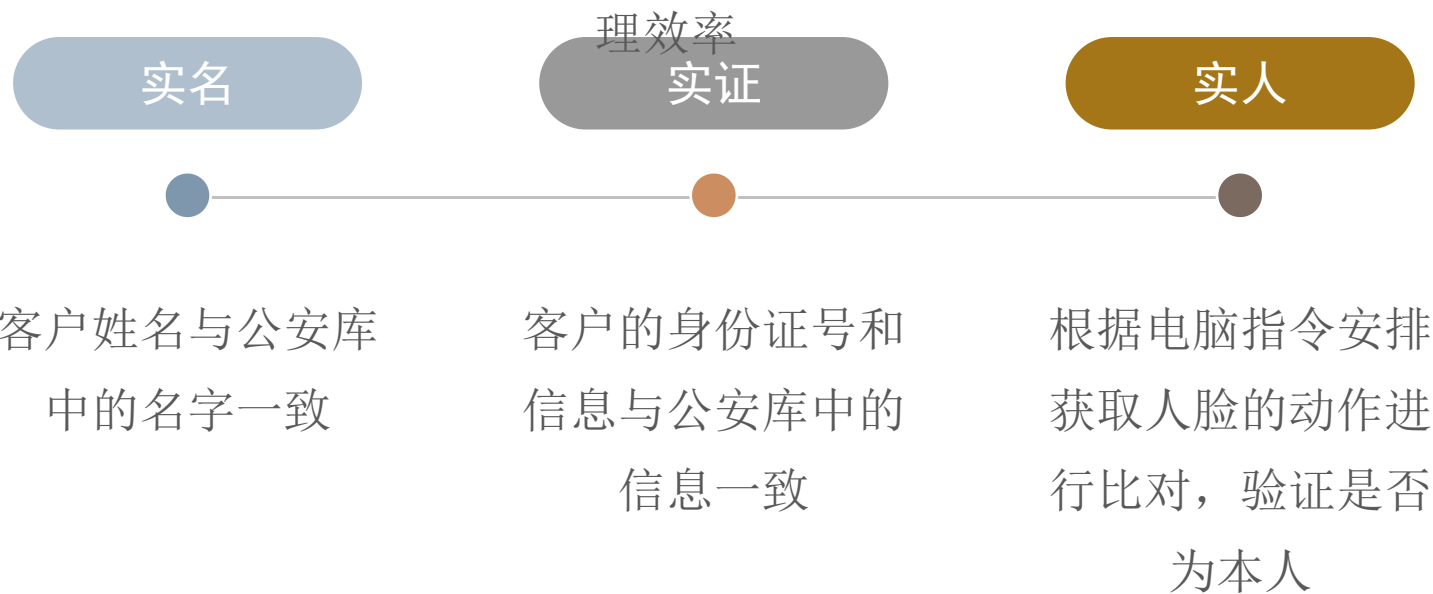 理效率
实名
实证
实人
客户姓名与公安库
中的名字一致
客户的身份证号和
信息与公安库中的
信息一致
根据电脑指令安排
获取人脸的动作进
行比对，验证是否
为本人